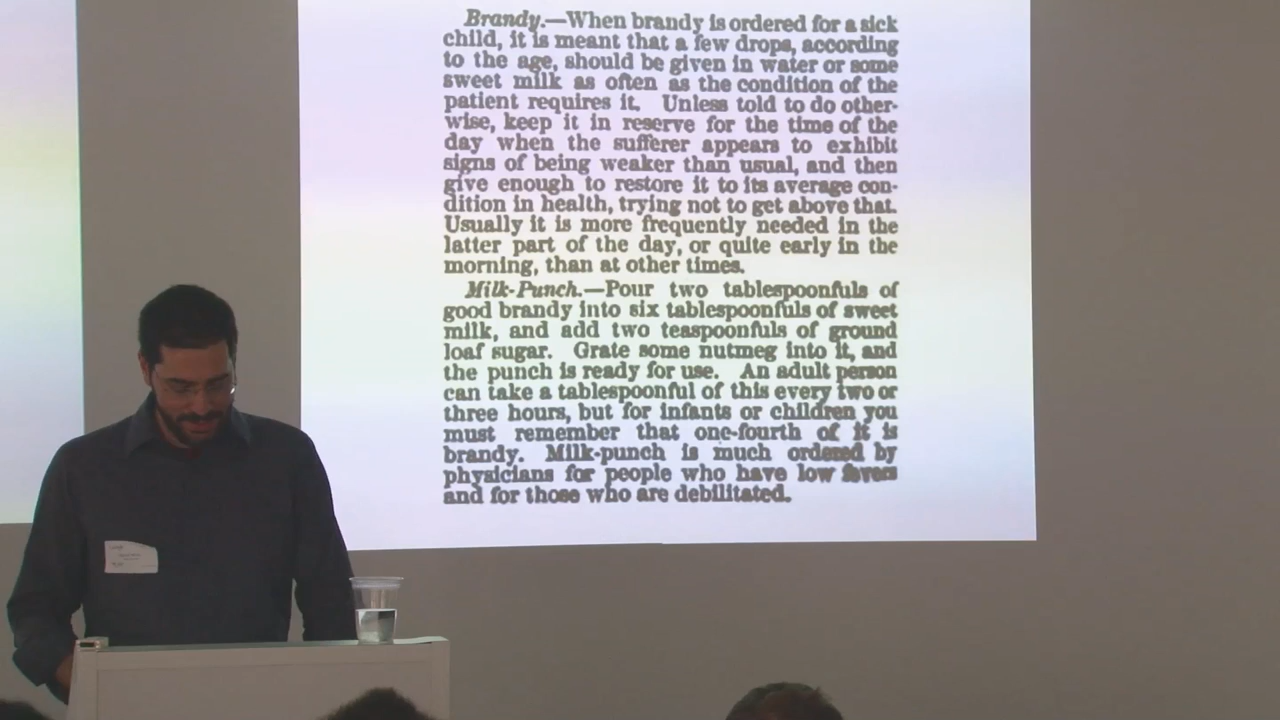 Brandy.—When brandy is ordered for a sick
child, it is meant that a few drops, according
to the age, should be given in water or some
sweet milk as often as the condition of the
patient requires it. Unless told to do other-
wise, keep it in reserve for the time of the
day when the sufferer appears to exhibit
signs of being weaker than usual, and then
give enough to restore it to its average con-
dition in health, trying not to get above that.
Usually it is more frequently needed in the
latter part of the day, or quite early in the
morning, than at other times.
Milk-Punch.—Pour two tablespoonfuls of
good brandy into six tablespoonfuls of sweet
milk, and add two teaspoonfuls of ground
loaf sugar. Grate some nutmeg into it, and
the punch is ready for use. An adult person
can take a tablespoonful of this every two or
three hours, but for infants or children you
must remember that one-fourth of it is
brandy. Milk-punch is much ordered by
physicians for people who have low fevers
and for those who are debilitated.